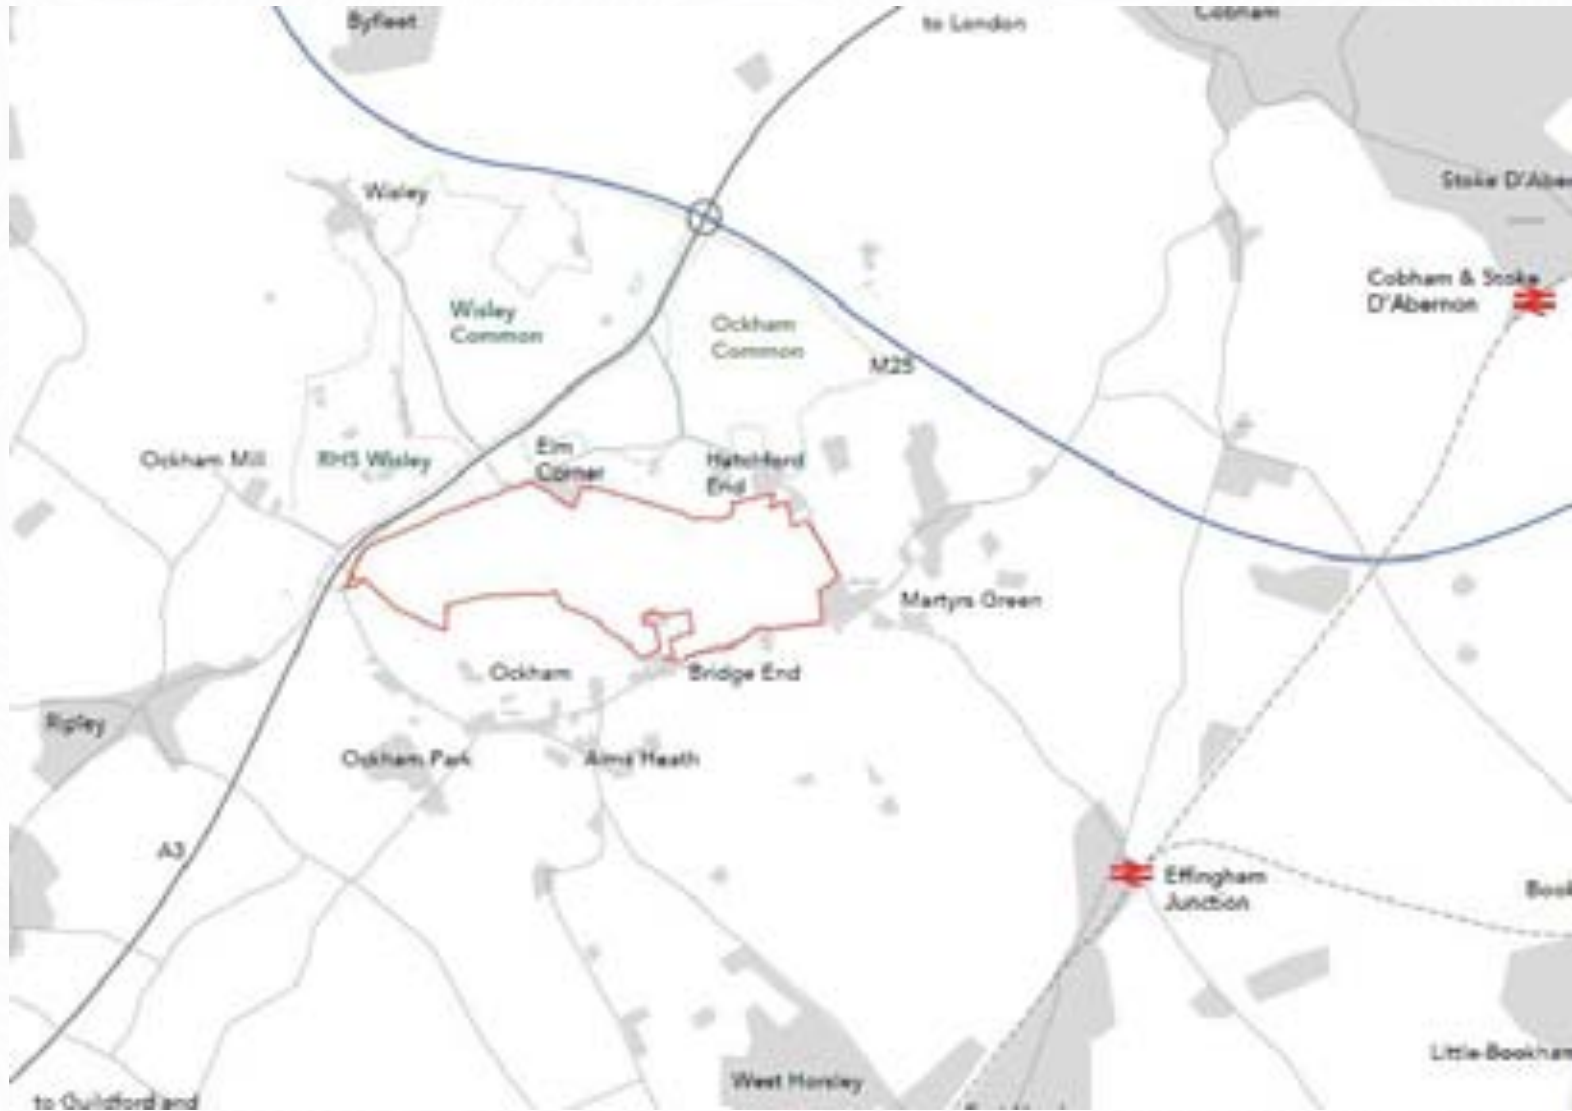 Byfleet
to London
Cobham
Wisley
Stoke D'Aber
Cobham & Stoke
D'Abernon
Wisley
Common
Ockham
Common
M25
Elm
Corner
Ockham Mill
RHS Wisley
Hatchford
End
Martyrs Green
Ockham
Bridge End
Ripley
Ockham Park
Alms Heath
A3
Effingham
Junction
Book
Little-Bookham
West Horsley
to Guildford and